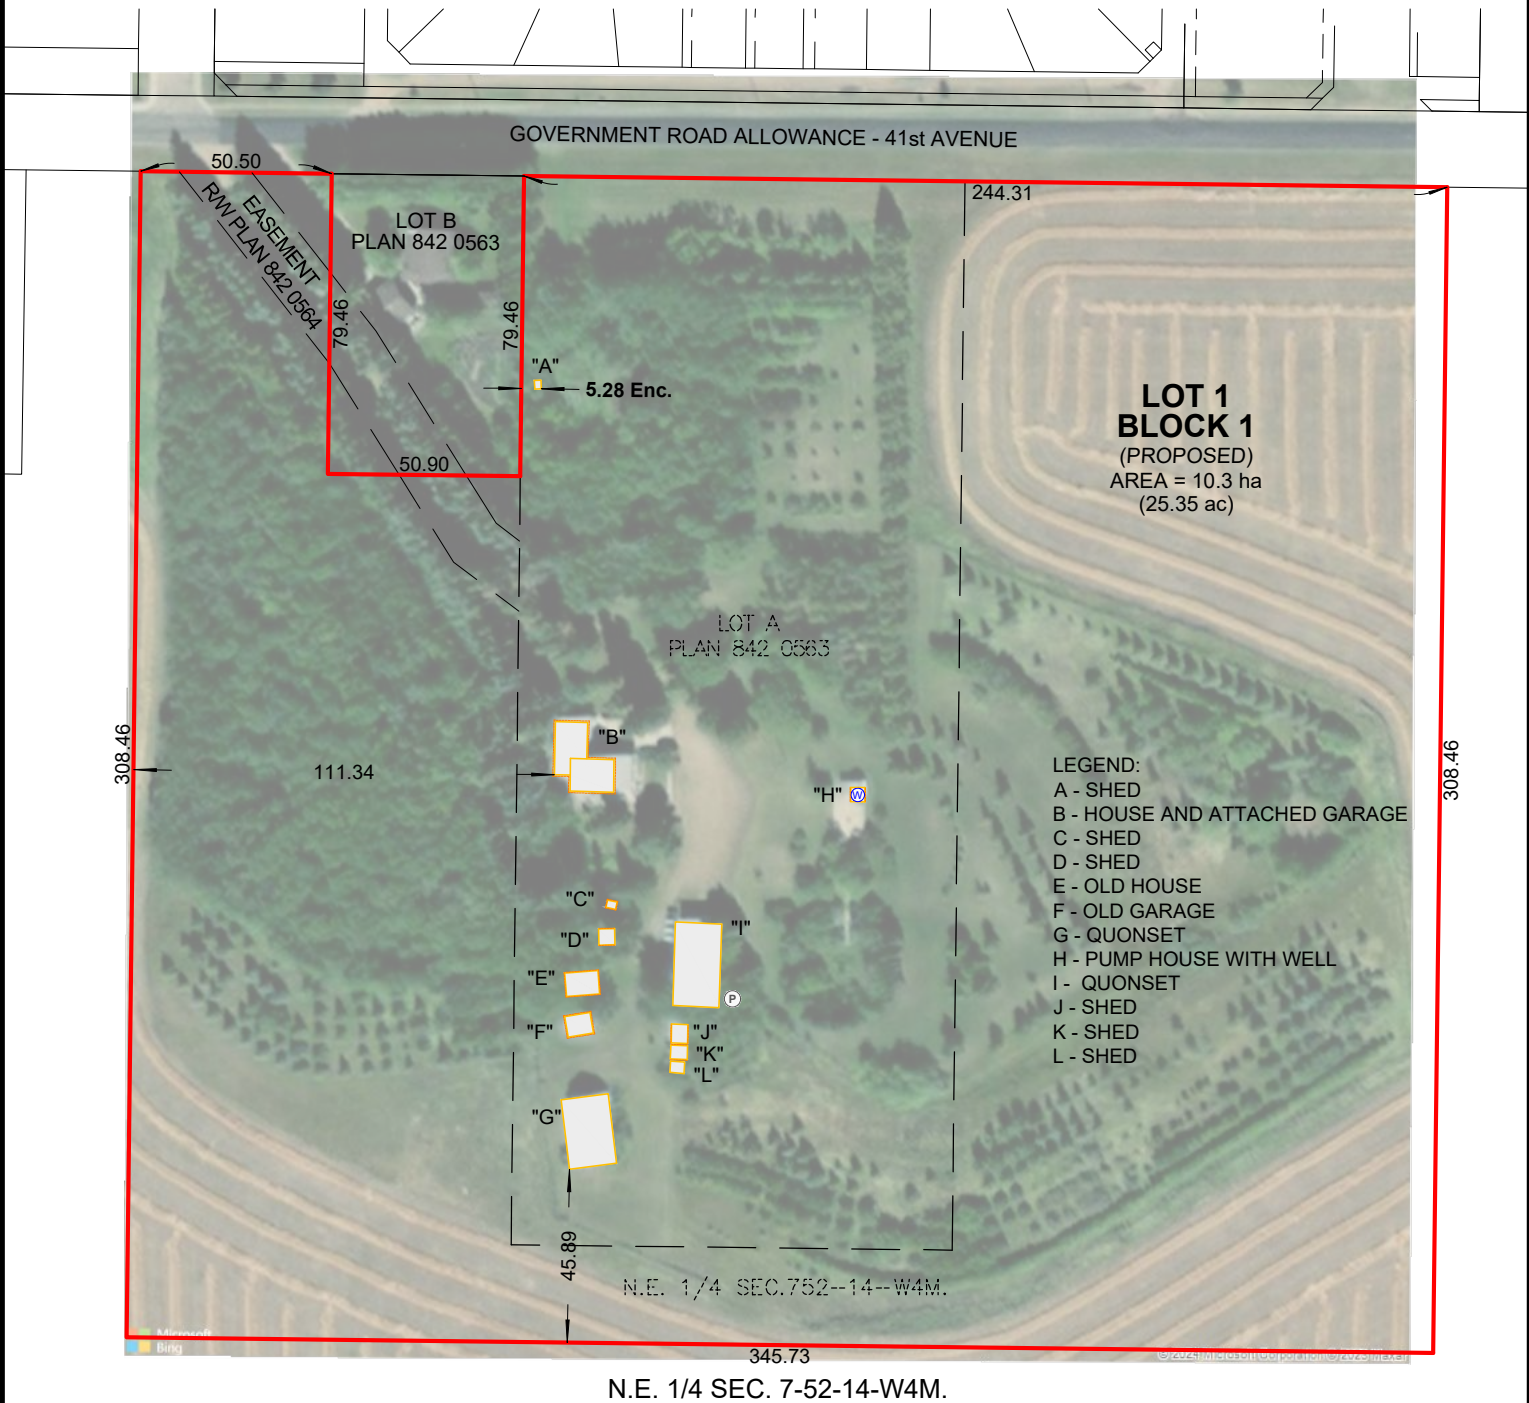 GOVERNMENT ROAD ALLOWANCE - 41st AVENUE
50.50
244.31
EASEMENT
R/W PLAN 842 0564
LOT B
PLAN 842 0563
79.46
79.46
"A"
5.28 Enc.
50.90
LOT 1
BLOCK 1
(PROPOSED)
AREA = 10.3 ha
(25.35 ac)
LOT A
PLAN 842 0563
308.46
111.34
"B"
"H"
W
308.46
LEGEND:
A - SHED
B - HOUSE AND ATTACHED GARAGE
C - SHED
D - SHED
E - OLD HOUSE
F - OLD GARAGE
G - QUONSET
H - PUMP HOUSE WITH WELL
I - QUONSET
J - SHED
K - SHED
L - SHED
"C"
"D"
"I"
"E"
P
"F"
"J"
"K"
"L"
"G"
45.89
N.E. 1/4 SEC.752--14--W4M.
Microsoft
Bing
345.73
N.E. 1/4 SEC. 7-52-14-W4M.